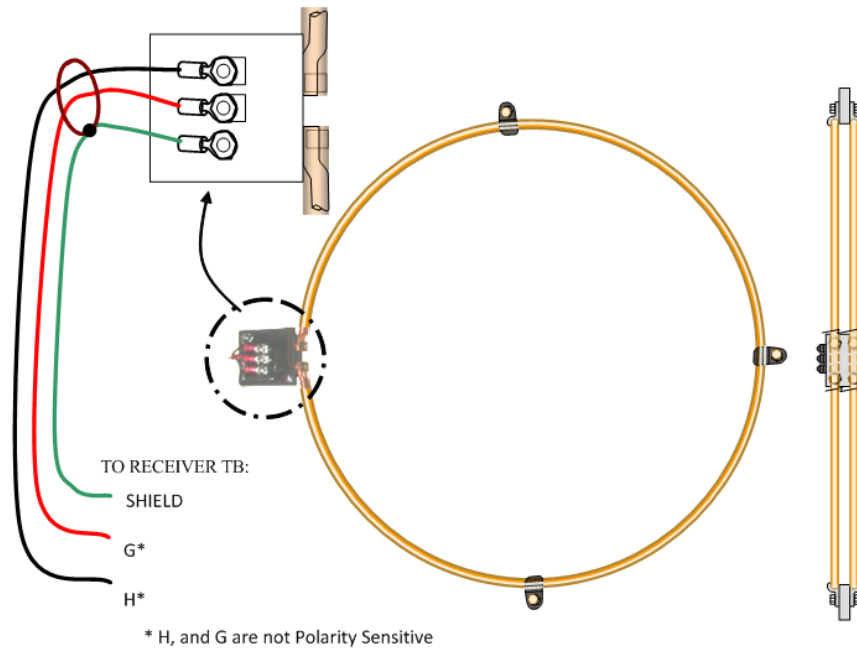 TO RECEIVER TB:
SHIELD
G*
H*
* H, and G are not Polarity Sensitive